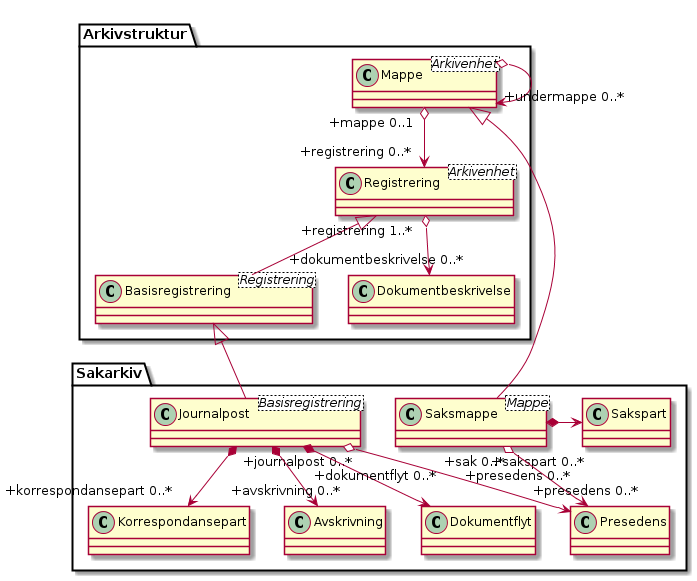 Arkivstruktur
C Mappe
Arkivenhet
+undermappe 0..*
+mappe 0..1
+registrering 0..*
C Registrering
Arkivenhet
+registrering 1..*
+dokumentbeskrivelse 0..*
C Basisregistrering
Registrering
C Dokumentbeskrivelse
Sakarkiv
C Journalpost
Basisregistrering
C Saksmappe
Mappe
C Sakspart
+journalpost 0..*
+sak 0..*
+sakspart 0..*
+dokumentflyt 0..*
+presedens 0..*
+korrespondansepart 0..*
+avskrivning 0..*
+presedens 0..*
C Korrespondansepart
C Avskrivning
C Dokumentflyt
C Presedens